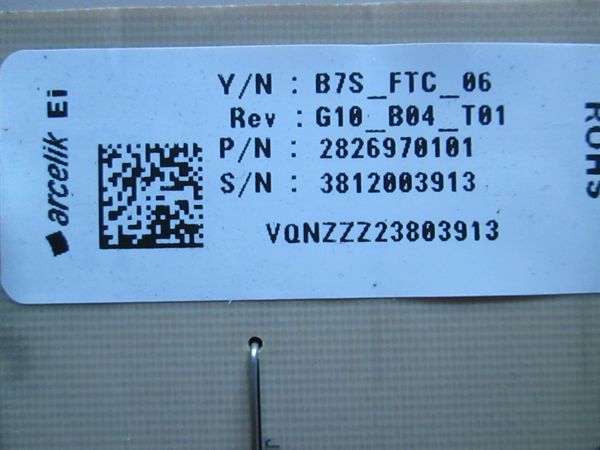 arcelik Ei
Y/N : B7S_FTC_06
Rev : G10_B04_T01
P/N : 2826970101
S/N : 3812003913
VQNZZZ23803913
ROHS